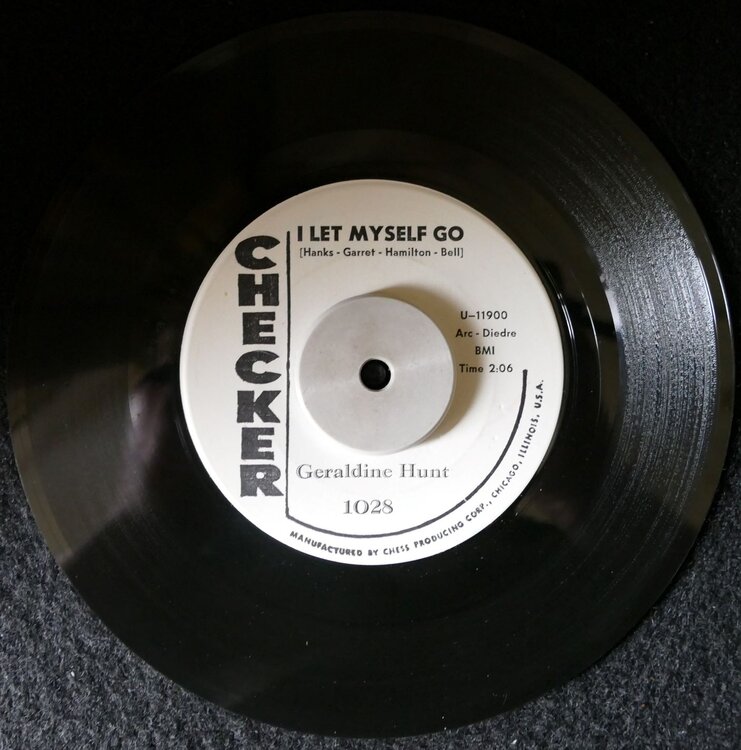 CHECKER
I LET MYSELF GO
[Hanks - Garret - Hamilton - Bell]
U-11900
Arc - Diedre
BMI
Time 2:06
Geraldine Hunt
1028
MANUFACTURED BY CHESS PRODUCING CORP., CHICAGO, ILLINOIS, U.S.A.